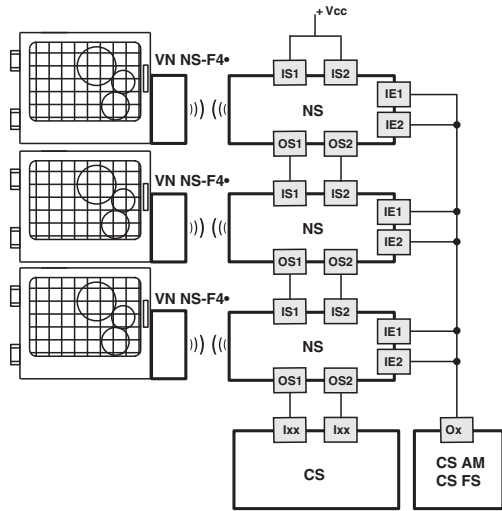 + Vcc
VN NS-F4•
IS1 IS2
IE1
NS
IE2
OS1 OS2
VN NS-F4•
IS1 IS2
IE1
NS
IE2
OS1 OS2
VN NS-F4•
IS1 IS2
IE1
NS
IE2
OS1 OS2
Ixx Ixx
Ox
CS
CS AM
CS FS